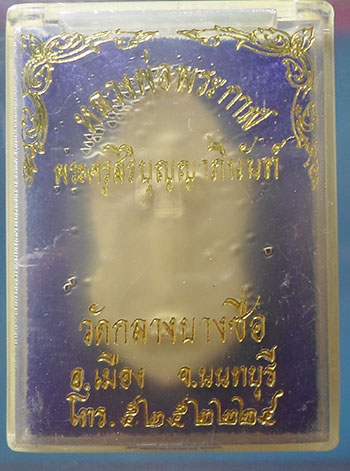 หลวงพ่อพระกาฬ
พระครูสิริบุญญาภินันท์
วัดกลางบางซื่อ
อ.เมือง จ.นนทบุรี
โทร. ๕๒๕๒๒๒๔